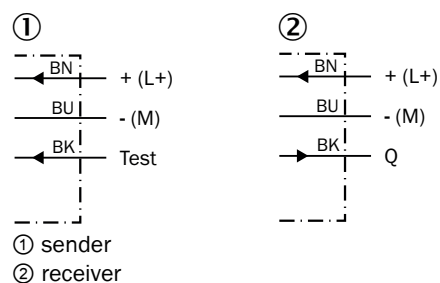 ① ②
BN + (L+) BN + (L+)
BU - (M) BU - (M)
BK Test BK Q
① sender
② receiver